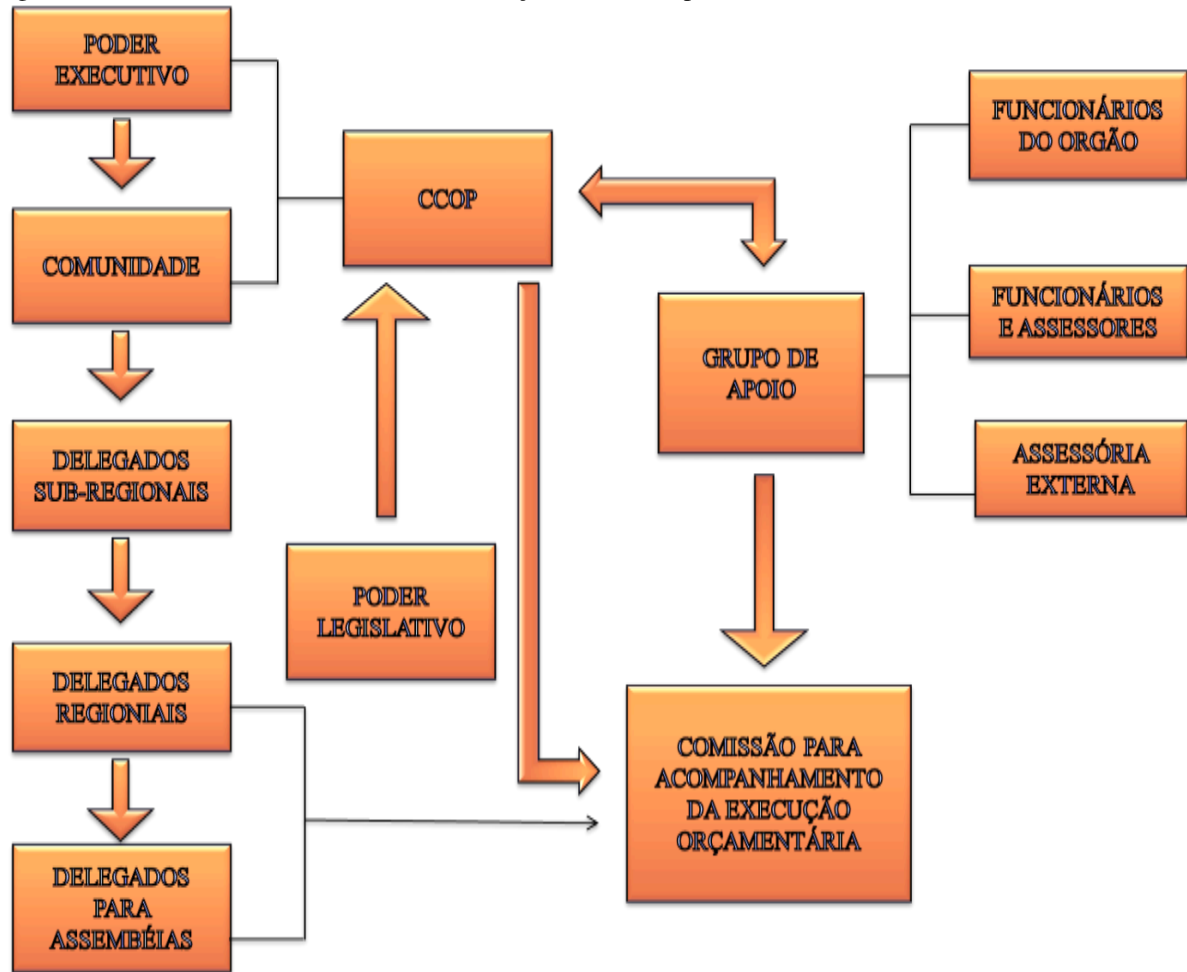 PODER
EXECUTIVO
COMUNIDADE
DELEGADOS
SUB-REGIONAIS
DELEGADOS
REGIONIAIS
DELEGADOS
PARA
ASSEMBÉIAS
CCOP
PODER
LEGISLATIVO
GRUPO DE
APOIO
COMISSÃO PARA
ACOMPANHAMENTO
DA EXECUÇÃO
ORÇAMENTÁRIA
FUNCIONÁRIOS
DO ORGÃO
FUNCIONÁRIOS
E ASSESSORES
ASSESSÓRIA
EXTERNA